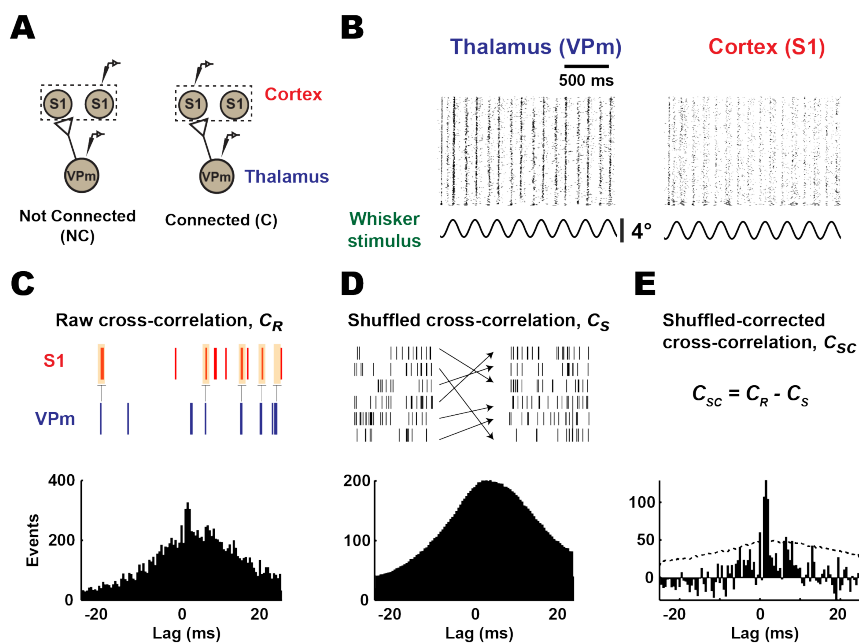 A
S1 S1
Cortex
VPm
Thalamus
Not Connected
(NC)
S1 S1
VPm
Connected (C)
B
Thalamus (VPm)
Cortex (S1)
500 ms
Whisker
stimulus
4°
C
Raw cross-correlation, CR
S1
VPm
400
200
0
Events
-20 0 20
Lag (ms)
D
Shuffled cross-correlation, CS
200
100
0
-20 0 20
Lag (ms)
E
Shuffled-corrected
cross-correlation, CSC
CSC = CR - CS
100
50
0
-20 0 20
Lag (ms)